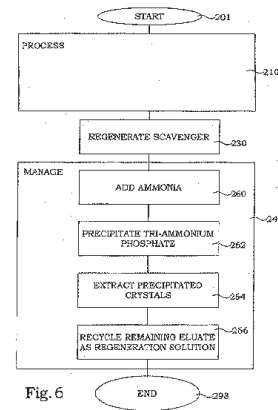 START
201
PROCESS
210
REGENERATE SCAVENGER
230
MANAGE
ADD AMMONIA
260
24
PRECIPITATE TRI-AMMONIUM
PHOSPHATE
262
EXTRACT PRECIPITATED
CRYSTALS
264
266
RECYCLE REMAINING ELUATE
AS REGENERATION SOLUTION
Fig. 6
END
298